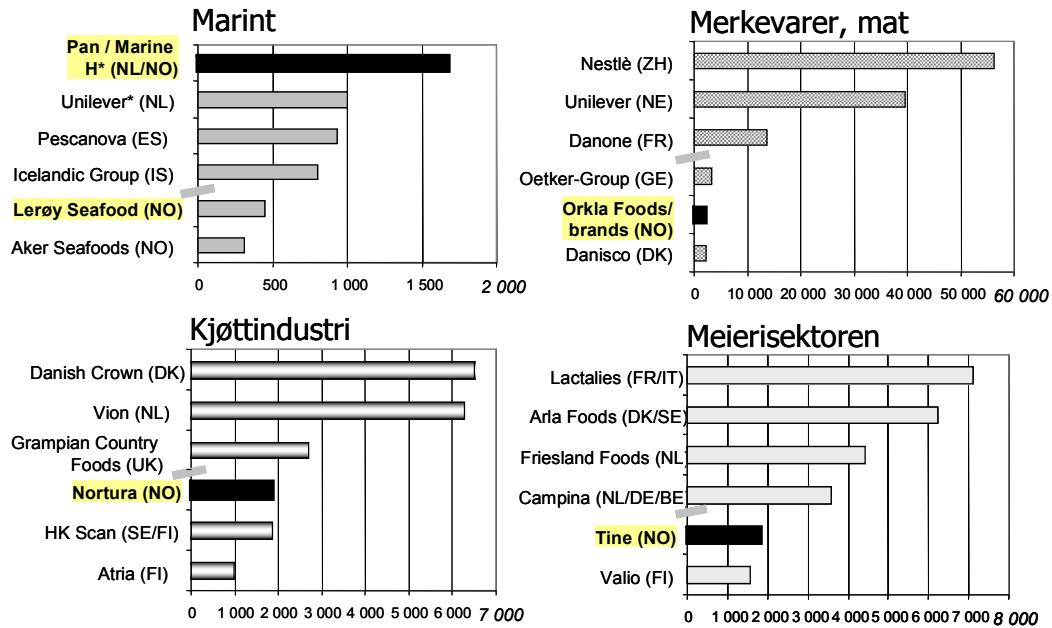 Marint
Pan / Marine
H* (NL/NO)
Unilever* (NL)
Pescanova (ES)
Icelandic Group (IS)
Lerøy Seafood (NO)
Aker Seafoods (NO)
0 500 1 000 1 500 2 000
Merkevarer, mat
Nestlè (ZH)
Unilever (NE)
Danone (FR)
Oetker-Group (GE)
Orkla Foods/
brands (NO)
Danisco (DK)
0 10 000 20 000 30 000 40 000 50 000 60 000
Kjøttindustri
Danish Crown (DK)
Vion (NL)
Grampian Country
Foods (UK)
Nortura (NO)
HK Scan (SE/FI)
Atria (FI)
0 1 000 2 000 3 000 4 000 5 000 6 000 7 000
Meierisektoren
Lactalies (FR/IT)
Arla Foods (DK/SE)
Friesland Foods (NL
Campina (NL/DE/BE
Tine (NO)
Valio (FI)
0 1 000 2 000 3 000 4 000 5 000 6 000 7 000 8 000